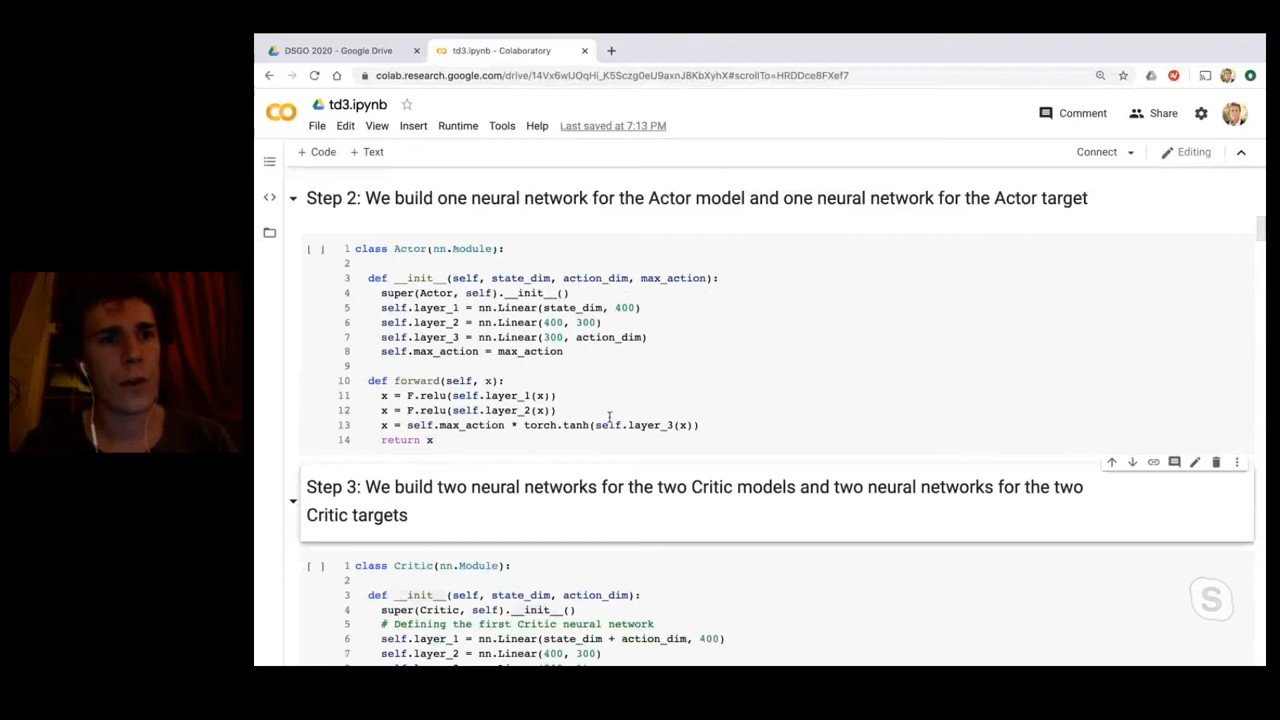 DSGO 2020 - Google Drive
td3.ipynb - Colaboratory
colab.research.google.com/drive/14Vx6wUOqHi_K5Sczg0eU9axnJ8KbXyhX#scrollTo=HRDDce8FXef7
td3.ipynb
Comment
Share
File Edit View Insert Runtime Tools Help Last saved at 7:13 PM
+ Code + Text
Connect
Editing
Step 2: We build one neural network for the Actor model and one neural network for the Actor target
[ ] 1 class Actor(nn.Module):
2
3 def __init__(self, state_dim, action_dim, max_action):
4 super(Actor, self).__init__()
5 self.layer_1 = nn.Linear(state_dim, 400)
6 self.layer_2 = nn.Linear(400, 300)
7 self.layer_3 = nn.Linear(300, action_dim)
8 self.max_action = max_action
9
10 def forward(self, x):
11 x = F.relu(self.layer_1(x))
12 x = F.relu(self.layer_2(x))
13 x = self.max_action * torch.tanh(self.layer_3(x))
14 return x
Step 3: We build two neural networks for the two Critic models and two neural networks for the two
Critic targets
[ ] 1 class Critic(nn.Module):
2
3 def __init__(self, state_dim, action_dim):
4 super(Critic, self).__init__()
5 # Defining the first Critic neural network
6 self.layer_1 = nn.Linear(state_dim + action_dim, 400)
7 self.layer_2 = nn.Linear(400, 300)